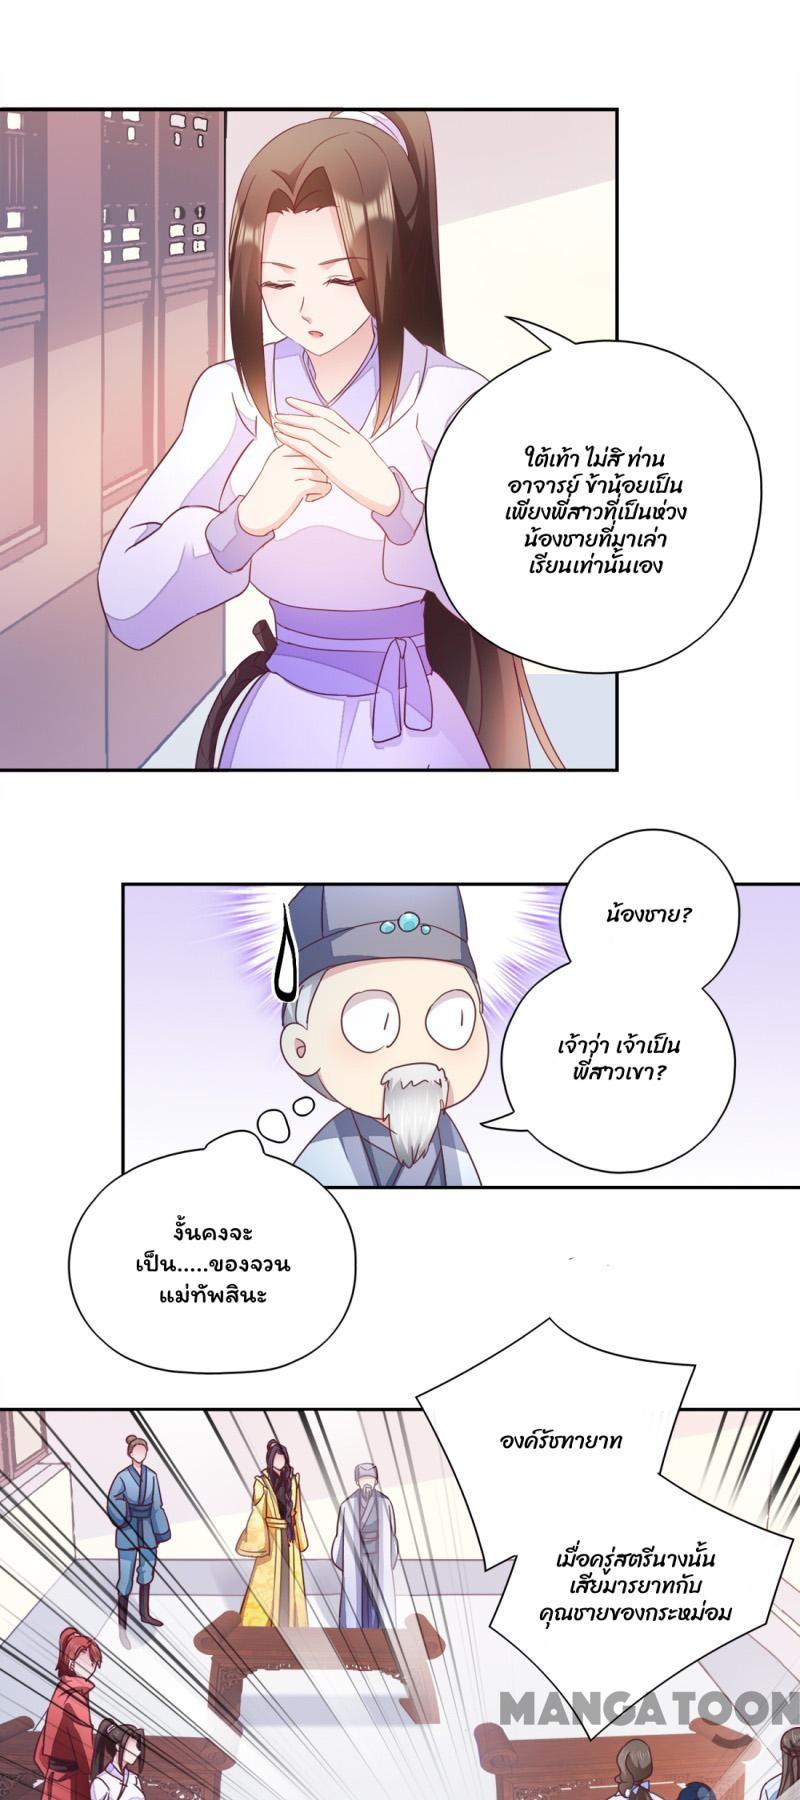 ใต้เท้า ไม่สิ ท่าน
อาจารย์ ข้าน้อยเป็น
เพียงพี่สาวที่เป็นห่วง
น้องชายที่มาเล่า
เรียนเท่านั้นเอง
น้องชาย?
เจ้าว่า เจ้าเป็น
พี่สาวเขา?
งั้นคงจะ
เป็น.....ของจวน
แม่ทัพสินะ
องค์รัชทายาท
เมื่อครู่สตรีนางนั้น
เสียมารยาทกับ
คุณชายของกระหม่อม
MANGATOON